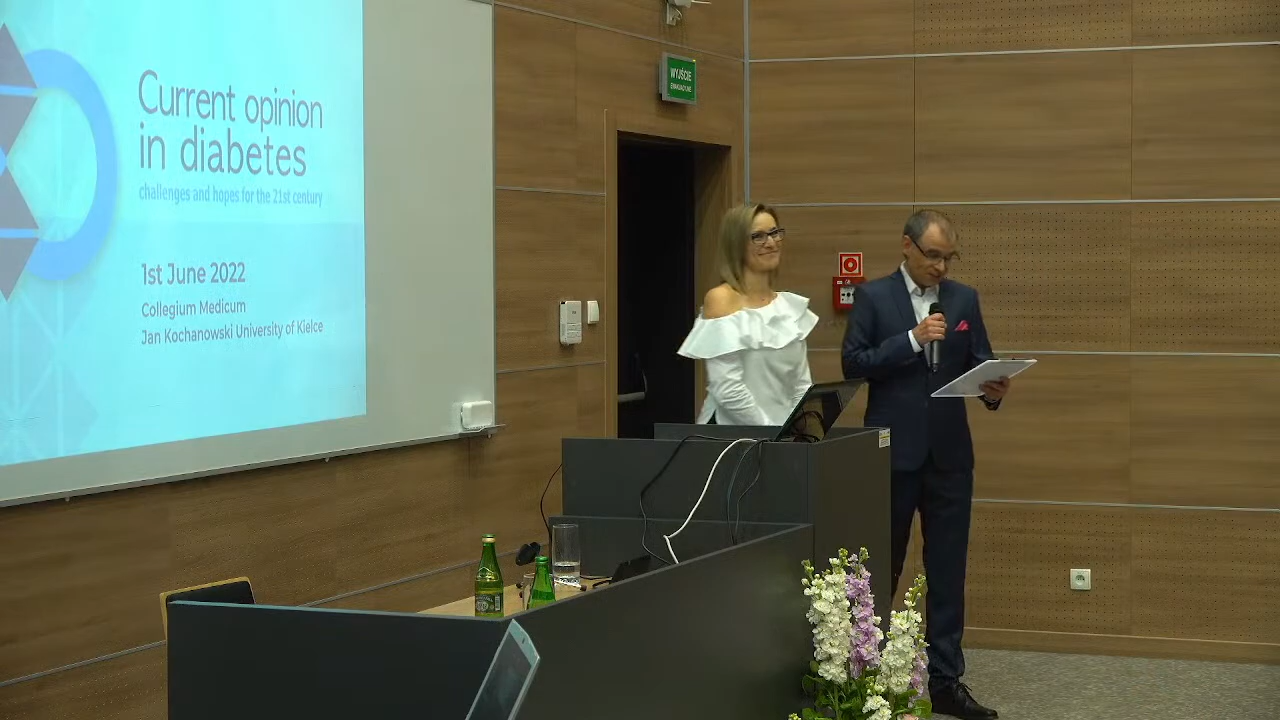 Current opinion
in diabetes
challenges and hopes for the 21st century
1st June 2022
Collegium Medicum
Jan Kochanowski University of Kielce
WYJŚCIE
EWAKUACYJNE